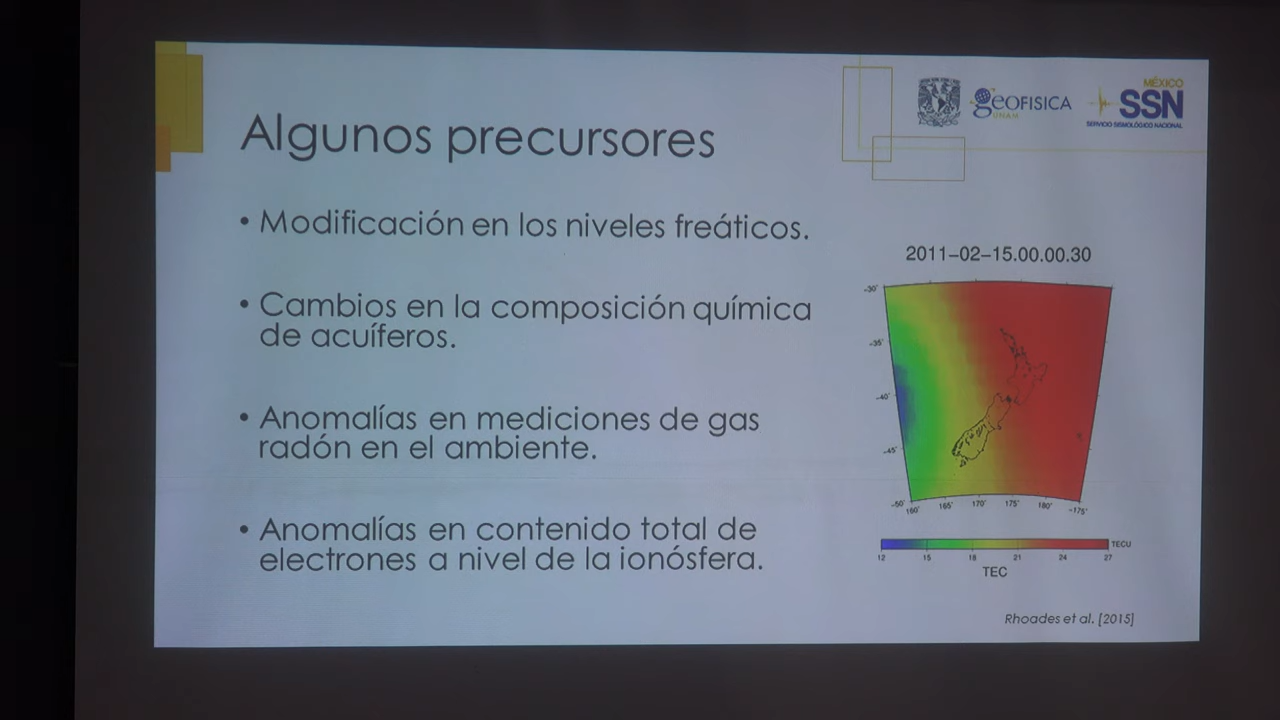 Algunos precursores
GEOFISICA
UNAM
MÉXICO
SSN
SERVICIO SISMOLÓGICO NACIONAL
• Modificación en los niveles freáticos.
• Cambios en la composición química
de acuíferos.
• Anomalías en mediciones de gas
radón en el ambiente.
• Anomalías en contenido total de
electrones a nivel de la ionósfera.
2011-02-15.00.00.30
-30°
-35°
-40°
-45°
-50°
160° 165° 170° 175° 180° -175°
TECU
12 15 18 21 24 27
TEC
Rhoades et al. [2015]